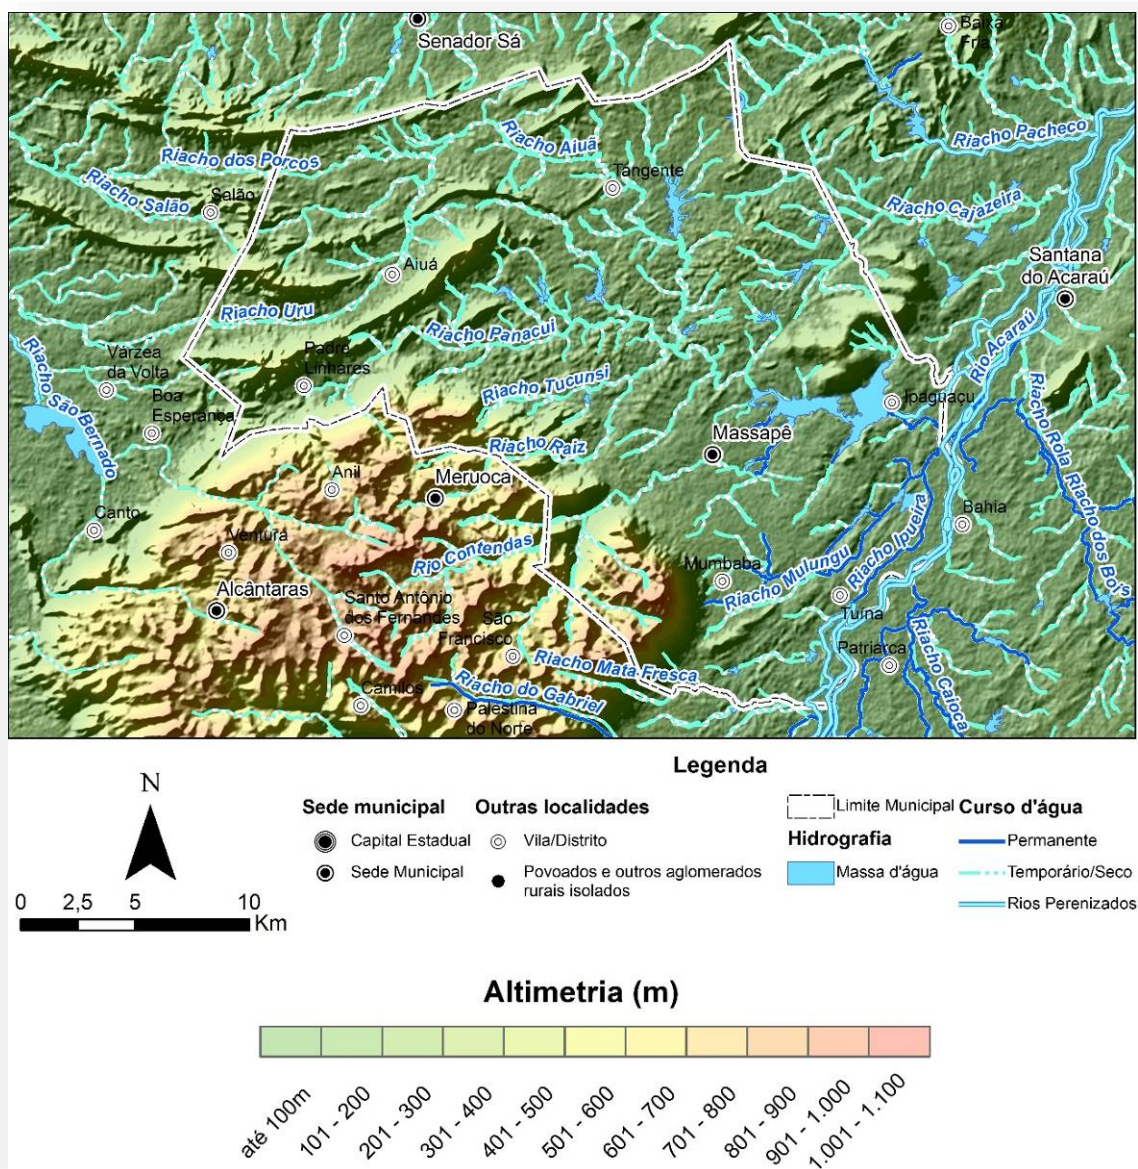 Senador Sá
Baixa
Fria
Riacho Pacheco
Riacho Aiuá
Riacho dos Porcos
Tangente
Riacho Salão
Salão
Riacho Cajazeira
Santana
do Acaraú
Aiuá
Riacho Uru
Riacho Panacui
Rio Acaraú
Riacho São Bernado
Várzea
da Volta
Padre
Linhares
Boa
Esperança
Riacho Tucunsi
Ipaguaçu
Riacho Rola
Riacho Raiz
Massapê
Anil
Meruoca
Riacho dos Bois
Canto
Ventura
Rio Contendas
Riacho Ipueira
Bahia
Mumbaba
Riacho Mulungu
Alcântaras
Santo Antônio
dos Fernandes
São
Francisco
Tuína
Patriarca
Riacho Caioca
Riacho Mata Fresca
Riacho do Gabriel
Camilos
Palestina
do Norte
Legenda
N
0 2,5 5 10
Km
Sede municipal
Capital Estadual
Sede Municipal
Outras localidades
Vila/Distrito
Povoados e outros aglomerados
rurais isolados
Limite Municipal
Hidrografia
Massa d'água
Curso d'água
Permanente
Temporário/Seco
Rios Perenizados
Altimetria (m)
até 100m
101 - 200
201 - 300
301 - 400
401 - 500
501 - 600
601 - 700
701 - 800
801 - 900
901 - 1.000
1.001 - 1.100